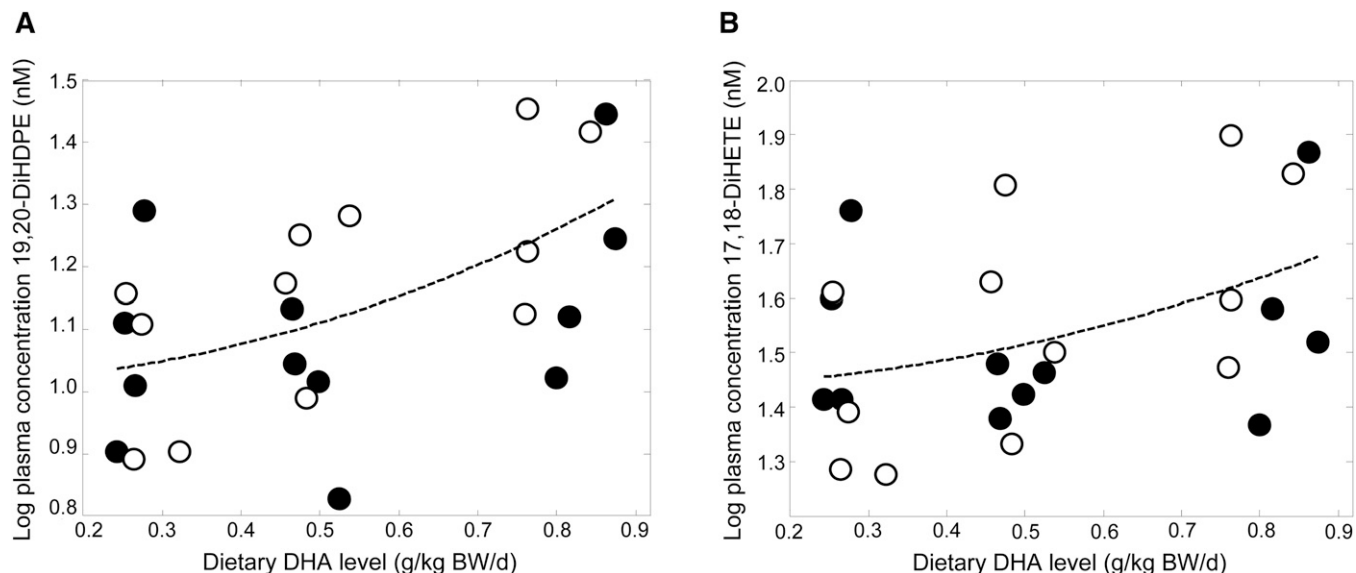 A
Log plasma concentration 19,20-DiHDPE (nM)
1.5
1.4
1.3
1.2
1.1
1.0
0.9
0.8
0.2 0.3 0.4 0.5 0.6 0.7 0.8 0.9
Dietary DHA level (g/kg BW/d)
B
Log plasma concentration 17,18-DiHETE (nM)
2.0
1.9
1.8
1.7
1.6
1.5
1.4
1.3
0.2 0.3 0.4 0.5 0.6 0.7 0.8 0.9
Dietary DHA level (g/kg BW/d)